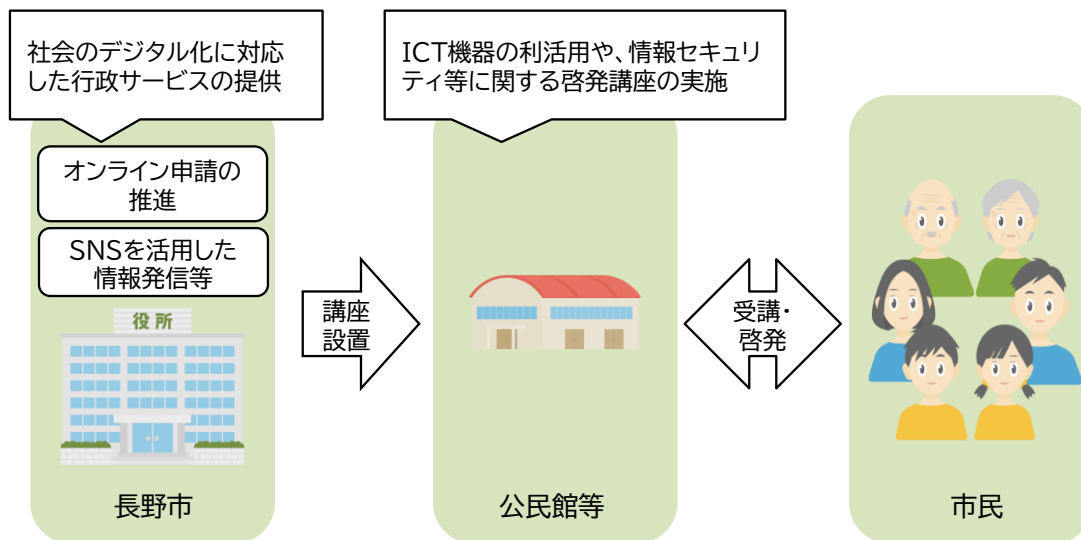 社会のデジタル化に対応
した行政サービスの提供
ICT機器の利活用や、情報セキュリ
ティ等に関する啓発講座の実施
オンライン申請の
推進
SNSを活用した
情報発信等
役所
講座
設置
受講・
啓発
長野市
公民館等
市民